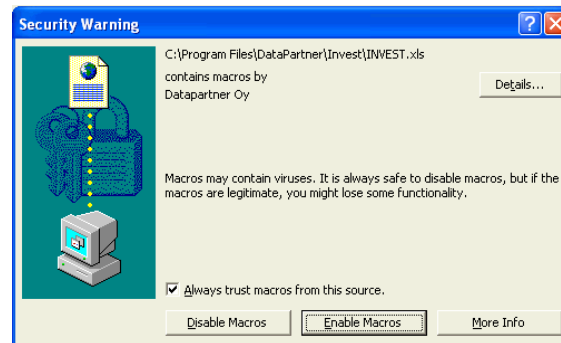 Security Warning
C:\Program Files\DataPartner\Invest\INVEST.xls
contains macros by
Datapartner Oy
Details...
Macros may contain viruses. It is always safe to disable macros, but if the
macros are legitimate, you might lose some functionality.
Always trust macros from this source.
Disable Macros Enable Macros More Info